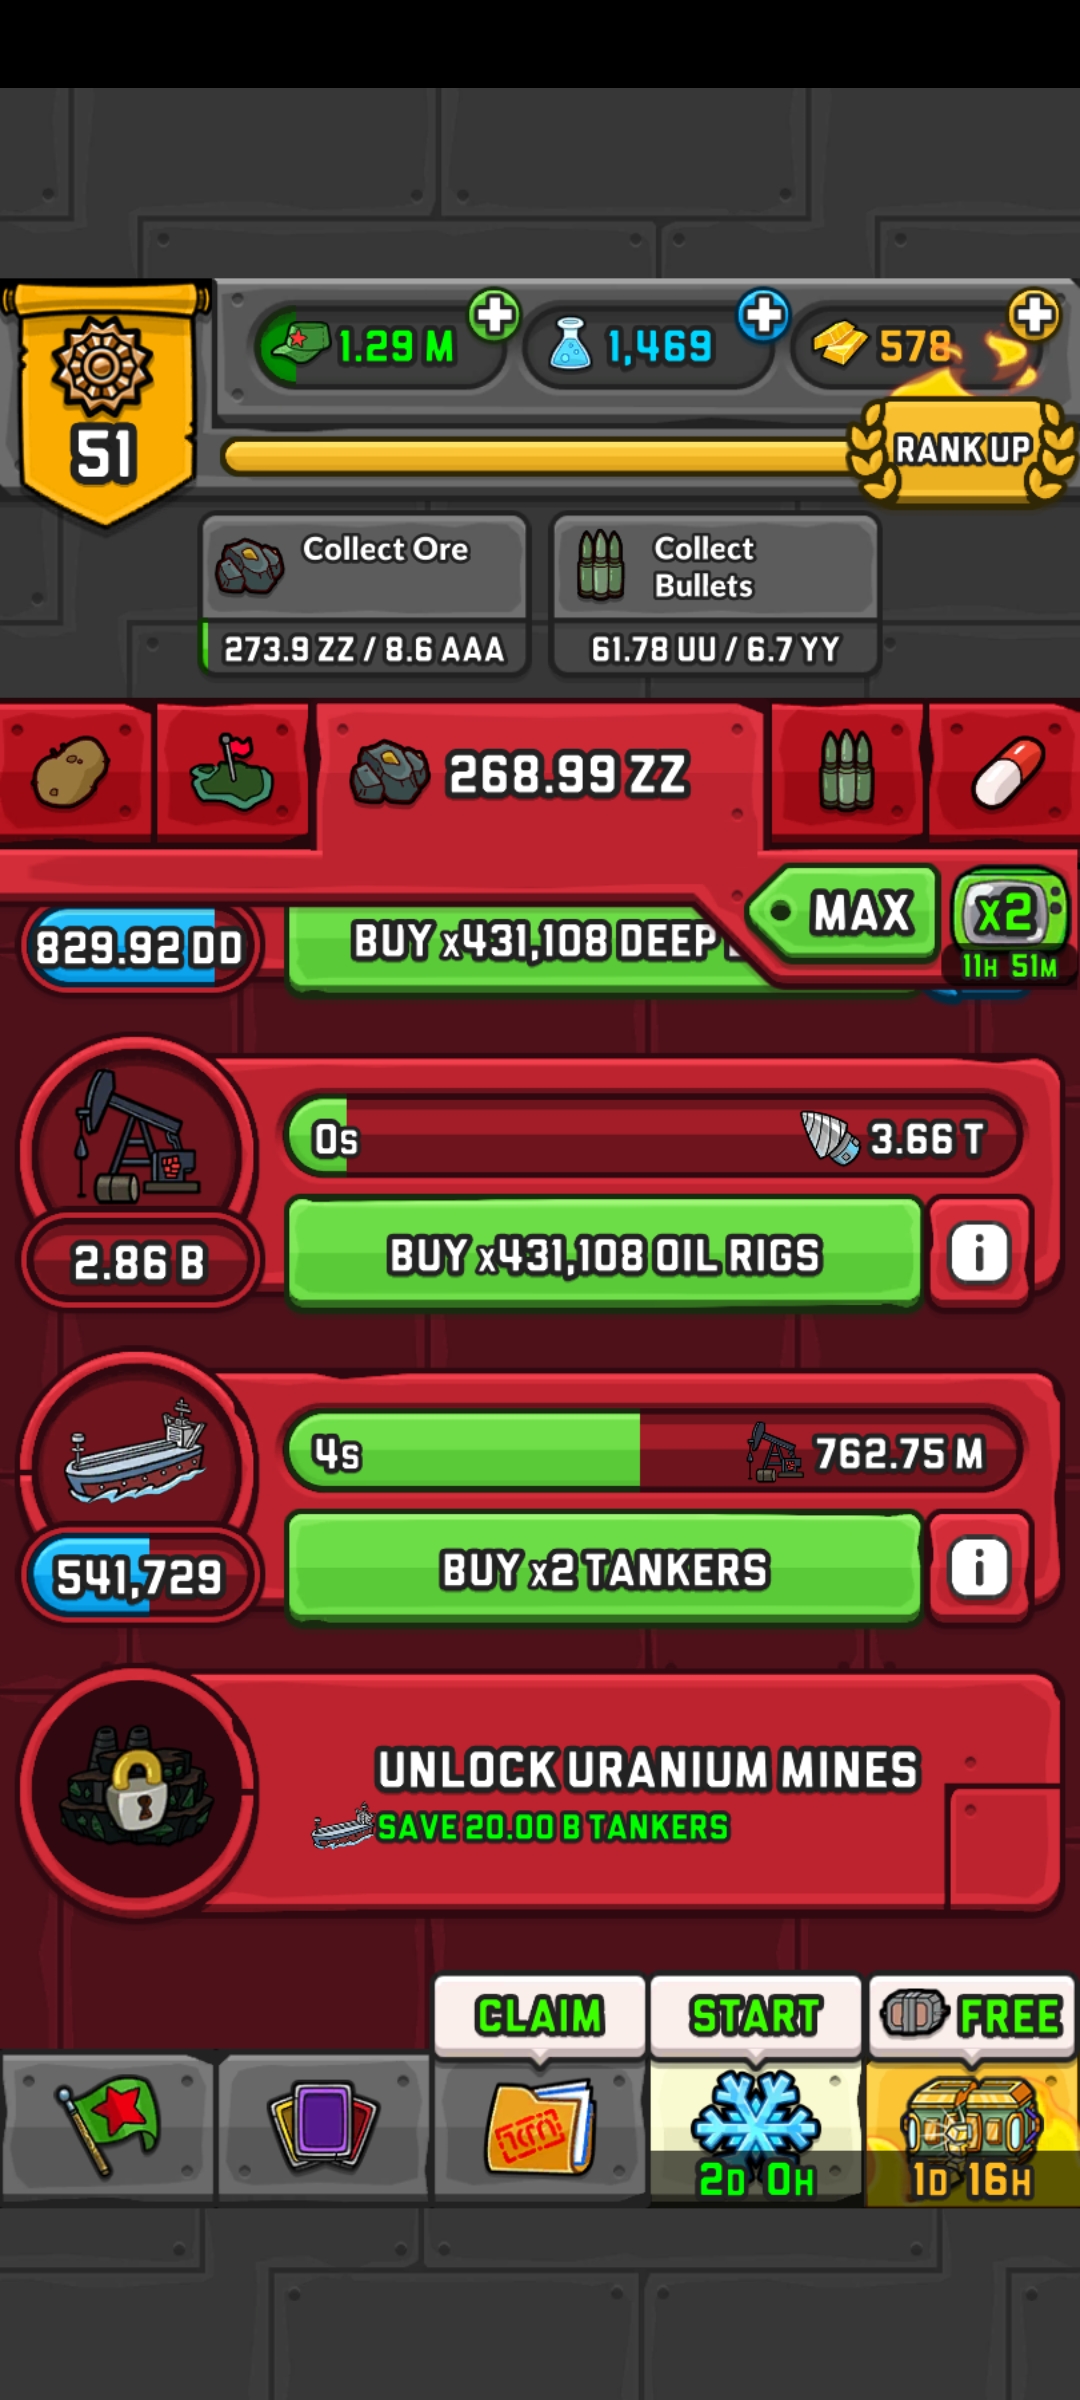 1.29 M
1,469
578
51
RANK UP
Collect Ore
273.9 ZZ / 8.6 AAA
Collect
Bullets
61.78 UU / 6.7 YY
268.99 ZZ
MAX
x2
11H 51M
829.92 DD
BUY x431,108 DEEP
0s
3.66 T
2.86 B
BUY x431,108 OIL RIGS
i
4s
762.75 M
541,729
BUY x2 TANKERS
i
UNLOCK URANIUM MINES
SAVE 20.00 B TANKERS
CLAIM
START
FREE
2D 0H
1D 16H